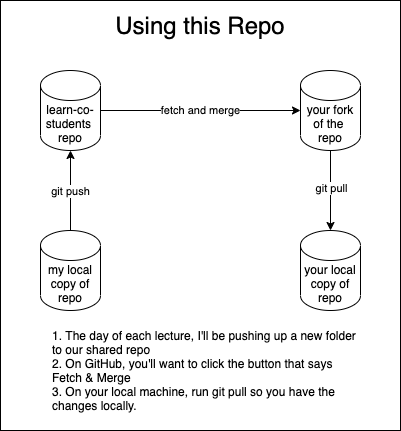 Using this Repo
learn-co-
students
repo
fetch and merge
your fork
of the
repo
git push
git pull
my local
copy of
repo
your local
copy of
repo
1. The day of each lecture, I'll be pushing up a new folder
to our shared repo
2. On GitHub, you'll want to click the button that says
Fetch & Merge
3. On your local machine, run git pull so you have the
changes locally.